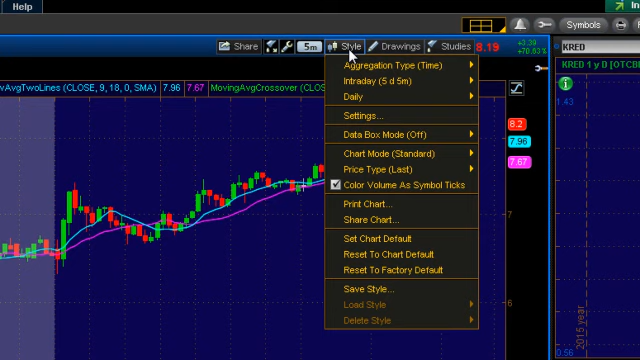 Help
In
Symbols
Share
5m
Style
Drawings
Studies
8.19
+3.39
+70.63%
KRED
KRED 1 y D [OTCBB
1.43
vAvgTwoLines (CLOSE, 9, 18, 0, SMA)
7.96
7.67
MovingAvgCrossover (CLOSE,
Aggregation Type (Time)
Intraday (5 d 5m)
Daily
Settings...
Data Box Mode (Off)
Chart Mode (Standard)
Price Type (Last)
Color Volume As Symbol Ticks
Print Chart...
Share Chart...
Set Chart Default
Reset To Chart Default
Reset To Factory Default
Save Style...
Load Style
Delete Style
8.2
7.96
7.67
7
6
2015 year
0.56